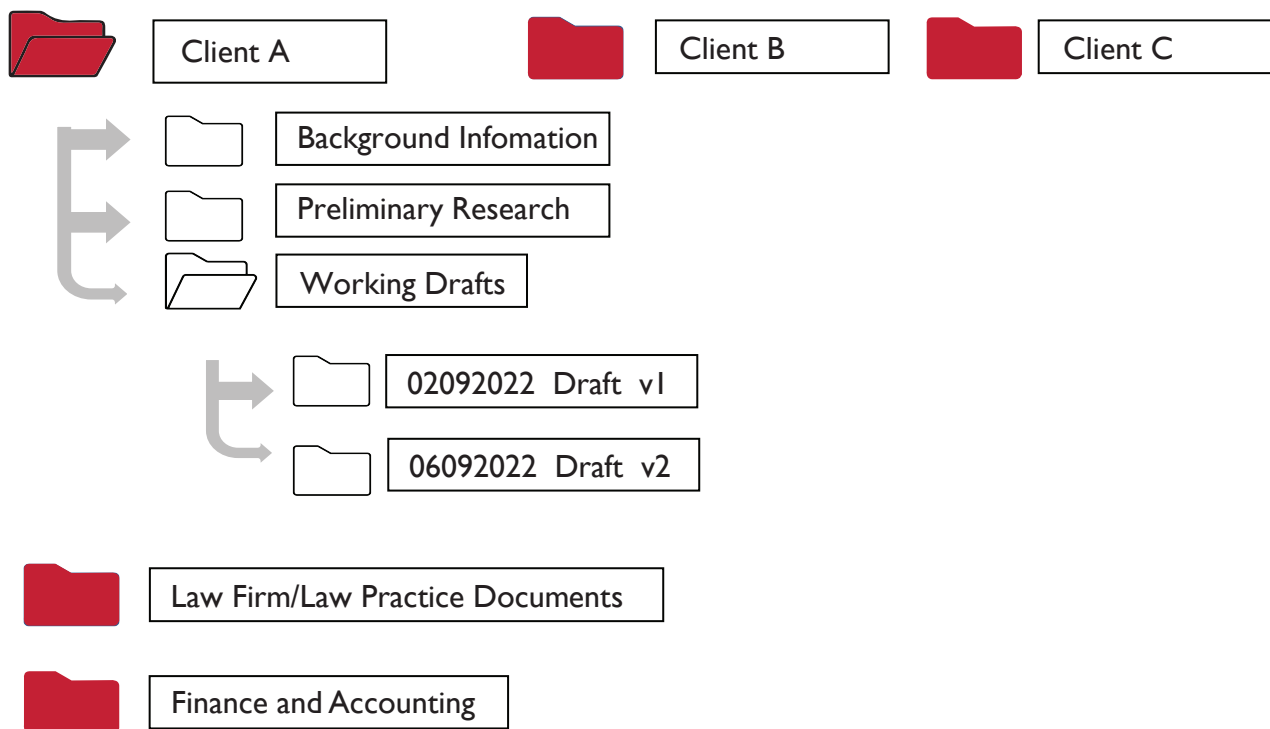 Client A
Client B
Client C
Background Infomation
Preliminary Research
Working Drafts
02092022 Draft v1
06092022 Draft v2
Law Firm/Law Practice Documents
Finance and Accounting